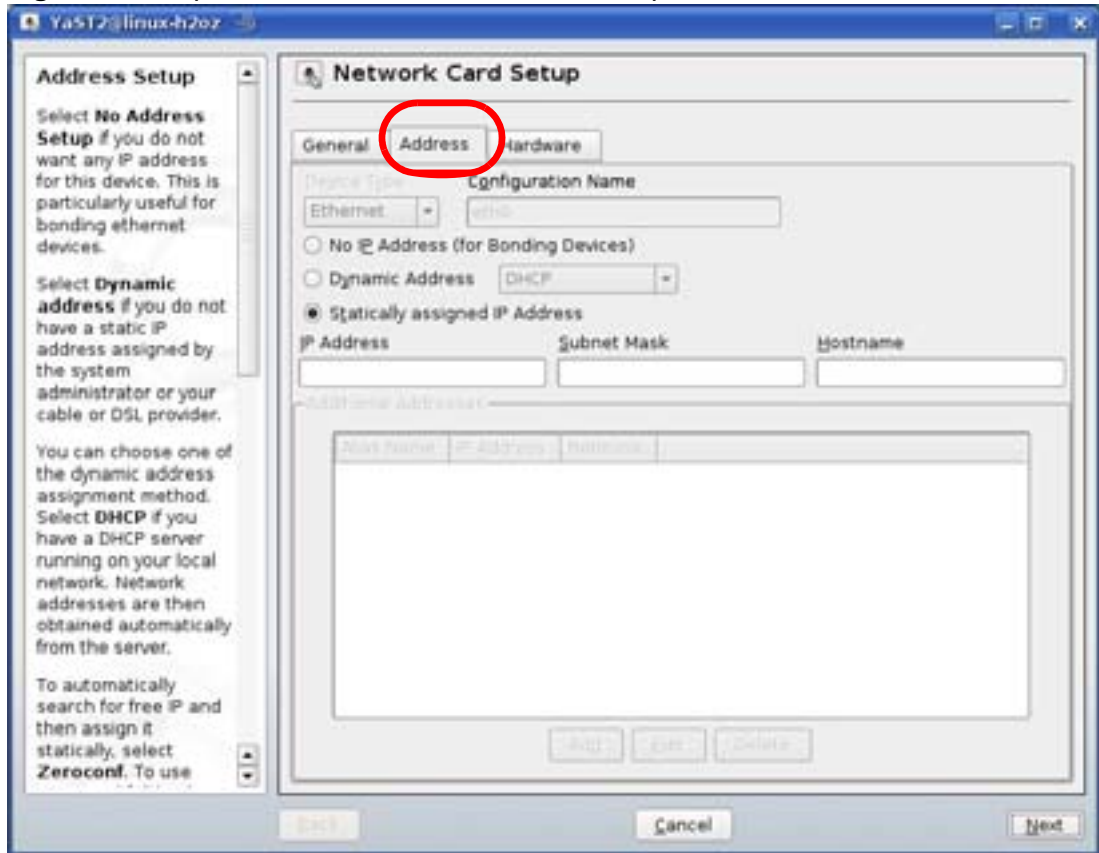 YaST2@linux-h2oz
Address Setup
Select No Address
Setup if you do not
want any IP address
for this device. This is
particularly useful for
bonding ethernet
devices.
Select Dynamic
address if you do not
have a static IP
address assigned by
the system
administrator or your
cable or DSL provider.
You can choose one of
the dynamic address
assignment method.
Select DHCP if you
have a DHCP server
running on your local
network. Network
addresses are then
obtained automatically
from the server.
To automatically
search for free IP and
then assign it
statically, select
Zeroconf. To use
Network Card Setup
General Address Hardware
Device Type Configuration Name
Ethernet
No IP Address (for Bonding Devices)
Dynamic Address DHCP
Statically assigned IP Address
IP Address Subnet Mask Hostname
Additional Addresses
Alias Name IP Address Netmask
Add Edit Delete
Back Cancel Next